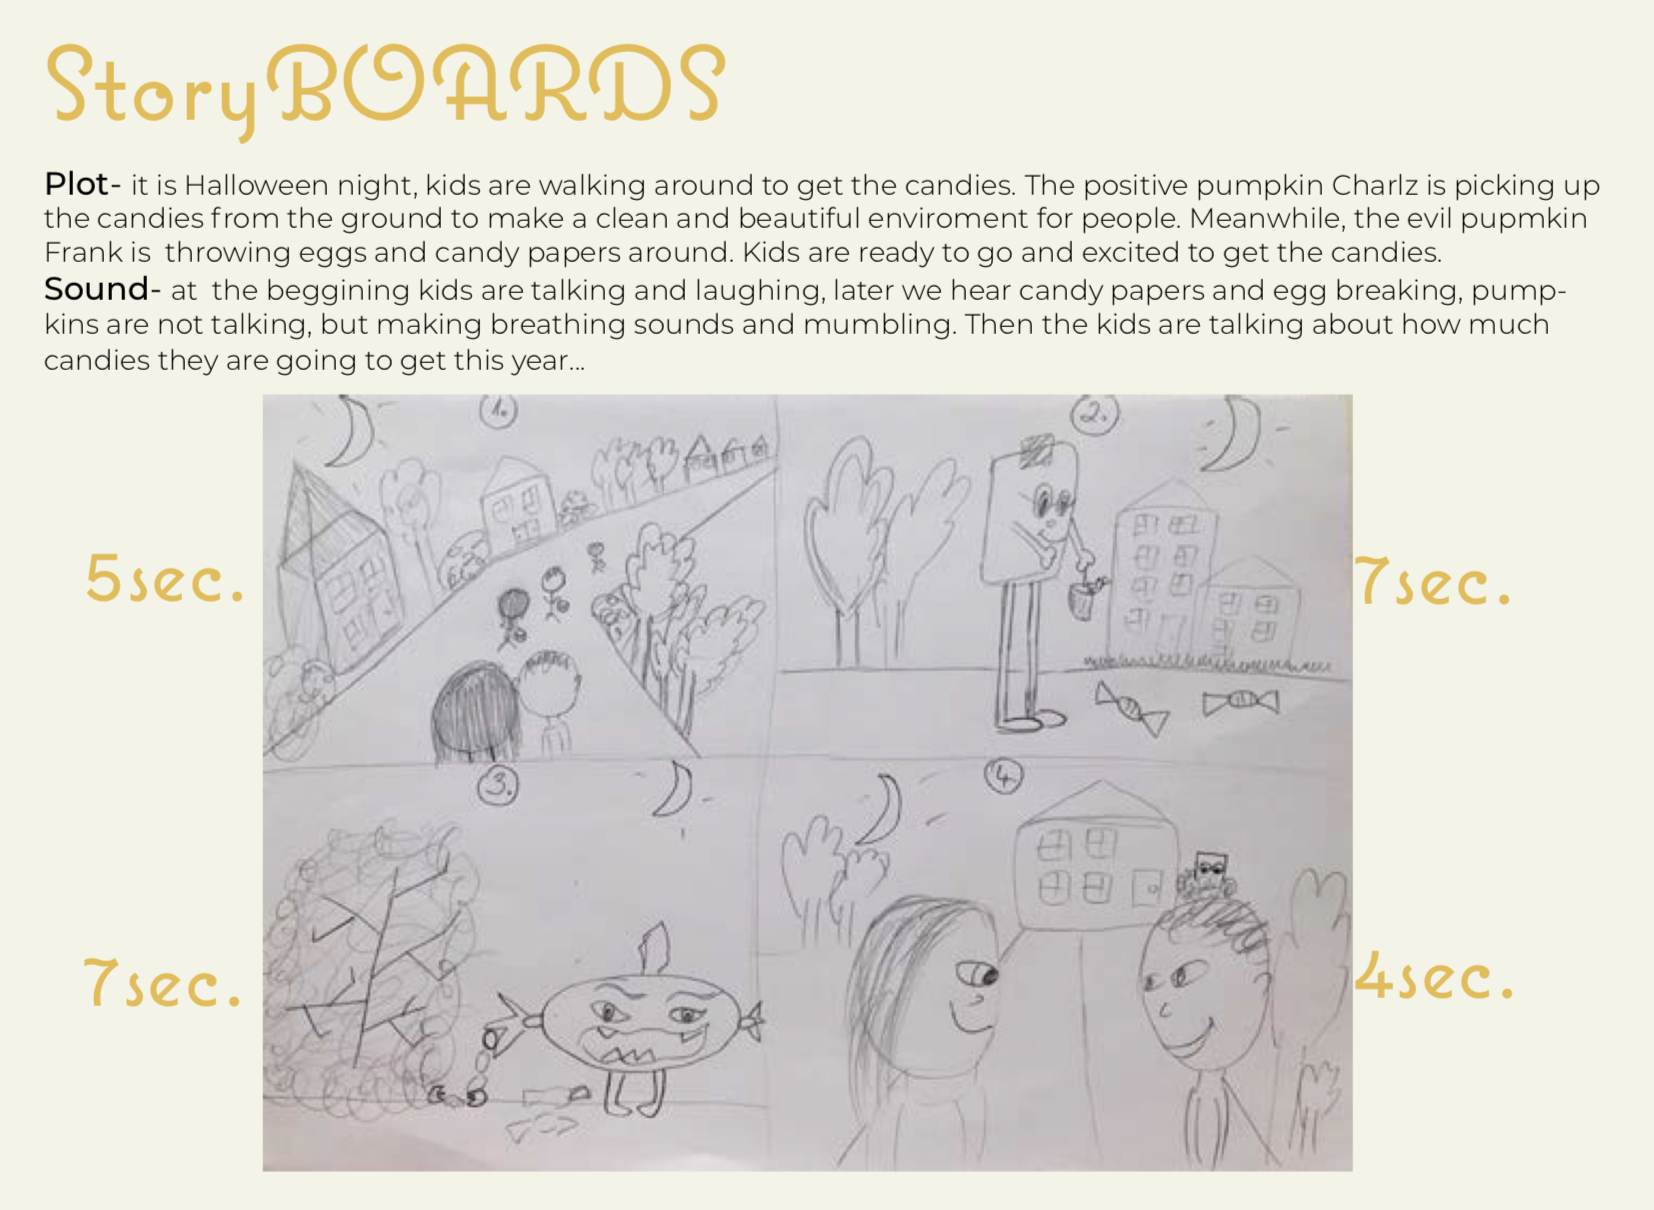 StoryBOARDS
Plot- it is Halloween night, kids are walking around to get the candies. The positive pumpkin Charlz is picking up
the candies from the ground to make a clean and beautiful enviroment for people. Meanwhile, the evil pupmkin
Frank is throwing eggs and candy papers around. Kids are ready to go and excited to get the candies.
Sound- at the beggining kids are talking and laughing, later we hear candy papers and egg breaking, pump-
kins are not talking, but making breathing sounds and mumbling. Then the kids are talking about how much
candies they are going to get this year...
1.
2.
5sec.
7sec.
3.
4
7sec.
4sec.